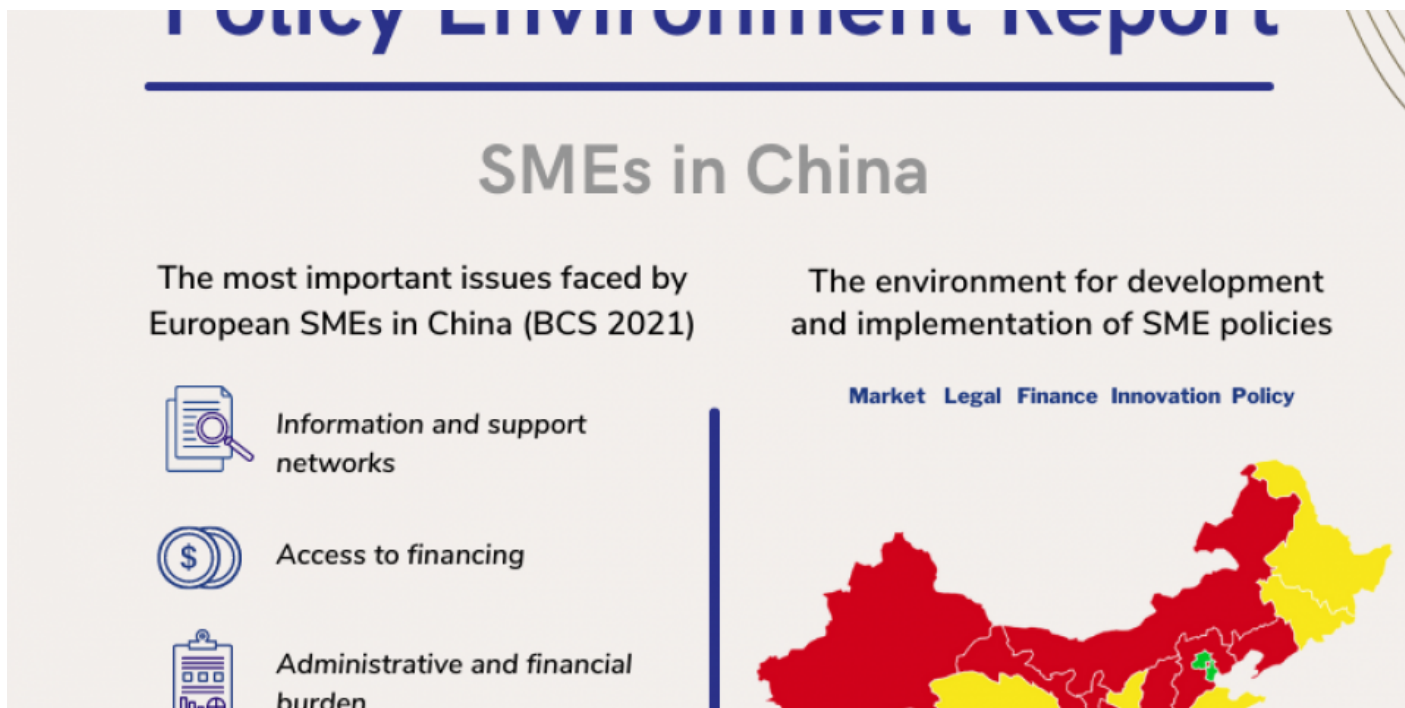 Policy Environment Report
SMEs in China
The most important issues faced by
European SMEs in China (BCS 2021)
Information and support
networks
$
Access to financing
Administrative and financial
burden
The environment for development
and implementation of SME policies
Market Legal Finance Innovation Policy